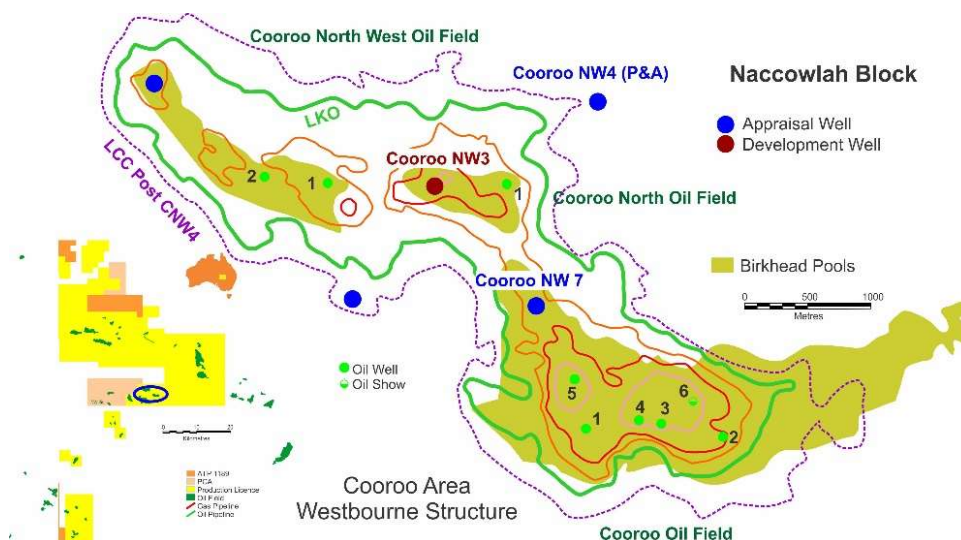 Cooroo North West Oil Field
Cooroo NW4 (P&A)
Naccowlah Block
Appraisal Well
Development Well
LKO
Cooroo NW3
LCC Post CNW4
2
1
1
Cooroo North Oil Field
Birkhead Pools
0
500
1000
Metres
Cooroo NW 7
Oil Well
Oil Show
5
6
4
3
1
2
0
20
Kilometres
ATP 1189
PCA
Production Licence
Oil Field
Gas Pipeline
Oil Pipeline
Cooroo Area
Westbourne Structure
Cooroo Oil Field